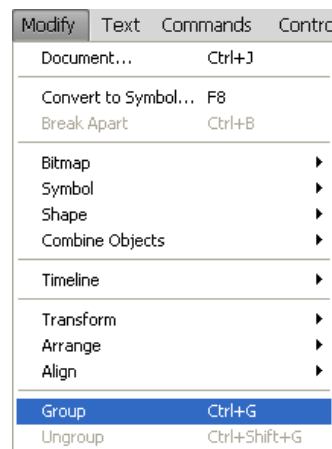 Modify Text Commands Contro
Document... Ctrl+J
Convert to Symbol... F8
Break Apart Ctrl+B
Bitmap
Symbol
Shape
Combine Objects
Timeline
Transform
Arrange
Align
Group Ctrl+G
Ungroup Ctrl+Shift+G